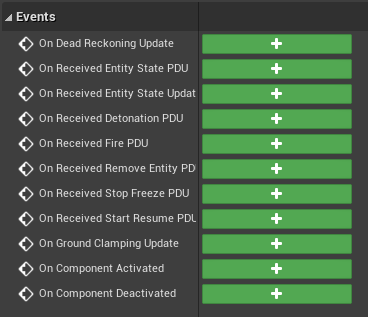 Events
On Dead Reckoning Update
On Received Entity State PDU
On Received Entity State Updat
On Received Detonation PDU
On Received Fire PDU
On Received Remove Entity PD
On Received Stop Freeze PDU
On Received Start Resume PDU
On Ground Clamping Update
On Component Activated
On Component Deactivated